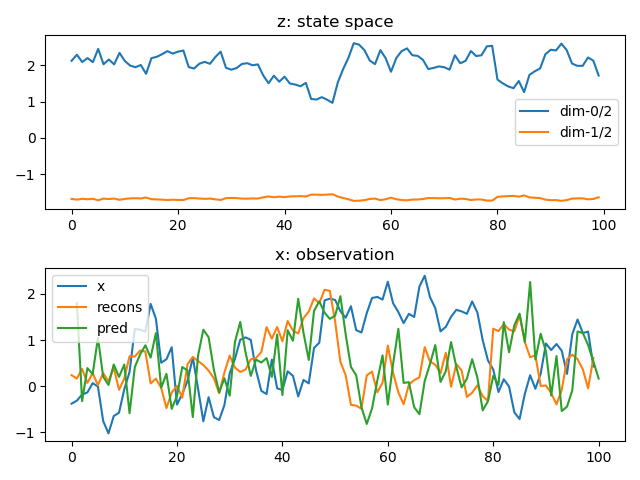 z: state space
2
1
0
−1
dim-0/2
dim-1/2
0 20 40 60 80 100
x: observation
x
recons
pred
2
1
0
−1
0 20 40 60 80 100